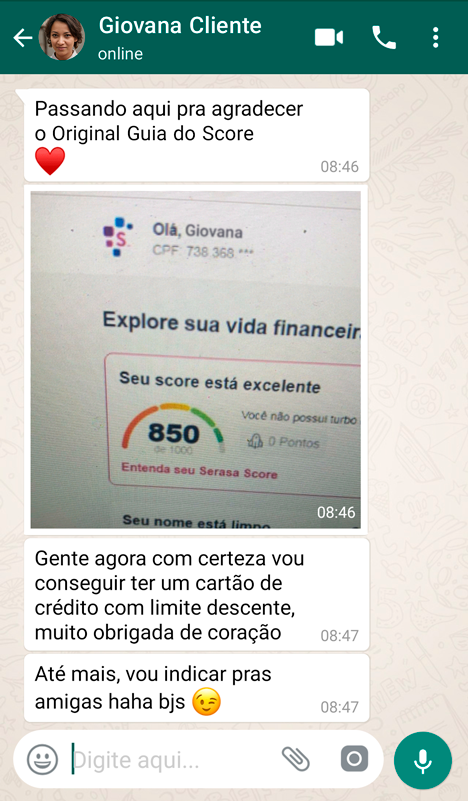 Giovana Cliente
online
Passando aqui pra agradecer
o Original Guia do Score
08:46
S
Olá, Giovana
CPF: 738 368 ***
Explore sua vida financeir
Seu score está excelente
Você não possui turbo
850
0 Pontos
de 1000
Entenda seu Serasa Score
Seu nome está limpo
08:46
Gente agora com certeza vou
conseguir ter um cartão de
crédito com limite descente,
muito obrigada de coração
08:47
Até mais, vou indicar pras
amigas haha bjs
08:47
Digite aqui...